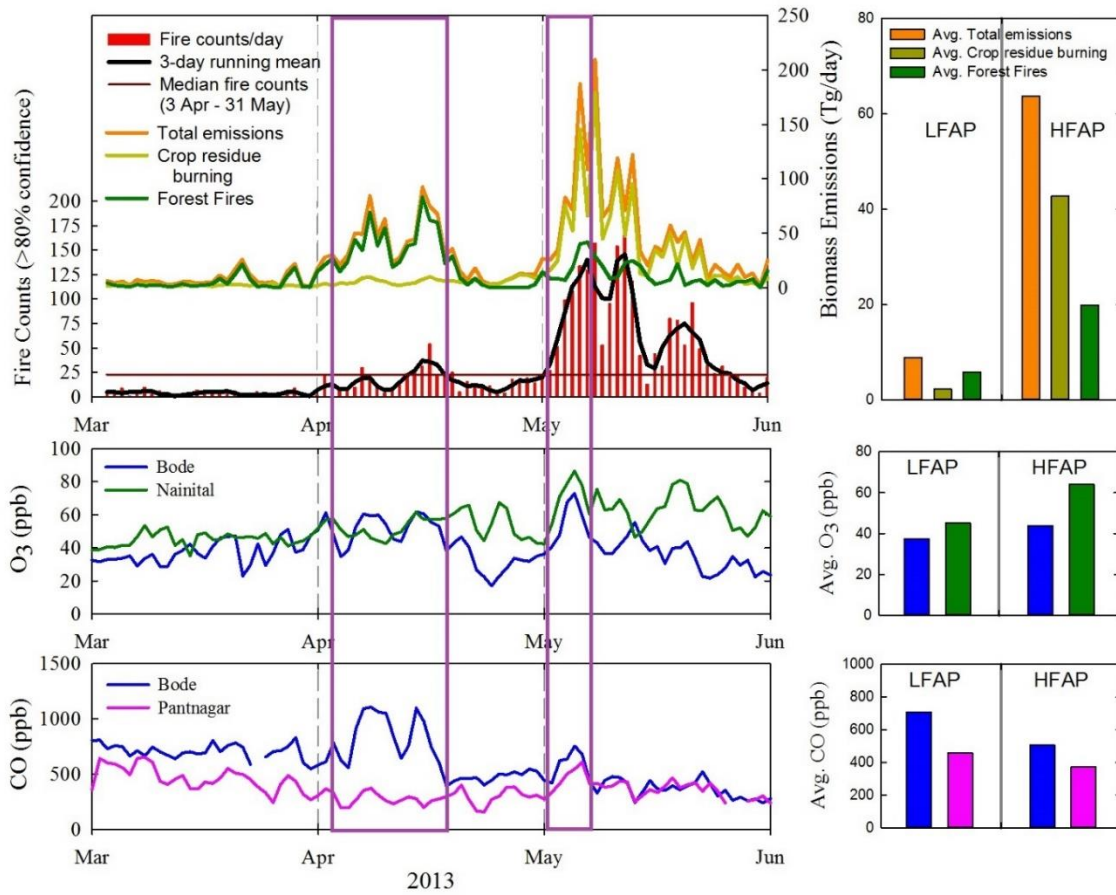 Fire counts/day
3-day running mean
Median fire counts
(3 Apr - 31 May)
Total emissions
Crop residue
burning
Forest Fires
Fire Counts (>80% confidence)
200
175
150
125
100
75
50
25
0
250
200
150
100
50
0
Biomass Emissions (Tg/day)
Mar
Apr
May
Jun
80
60
40
20
0
Avg. Total emissions
Avg. Crop residue burning
Avg. Forest Fires
LFAP
HFAP
O3 (ppb)
100
80
60
40
20
0
Bode
Nainital
Mar
Apr
May
Jun
Avg. O3 (ppb)
80
60
40
20
0
LFAP
HFAP
CO (ppb)
1500
1000
500
0
Bode
Pantnagar
Mar
Apr
May
Jun
2013
Avg. CO (ppb)
1000
800
600
400
200
0
LFAP
HFAP